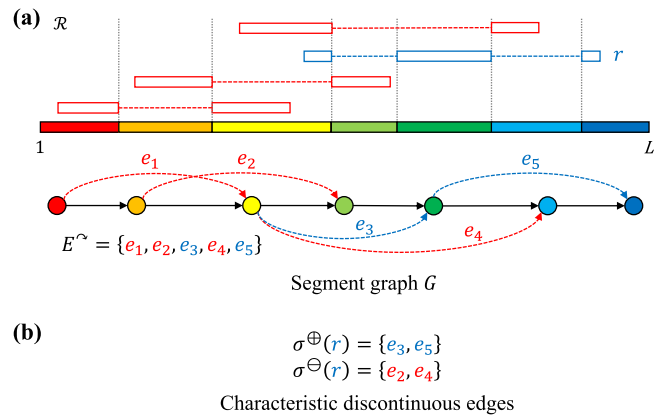 (a) ℛ
r
1 L
e₁ e₂ e₅
e₃ e₄
E↷ = {e₁, e₂, e₃, e₄, e₅}
Segment graph G
(b)
σ⊕(r) = {e₃, e₅}
σ⊖(r) = {e₂, e₄}
Characteristic discontinuous edges